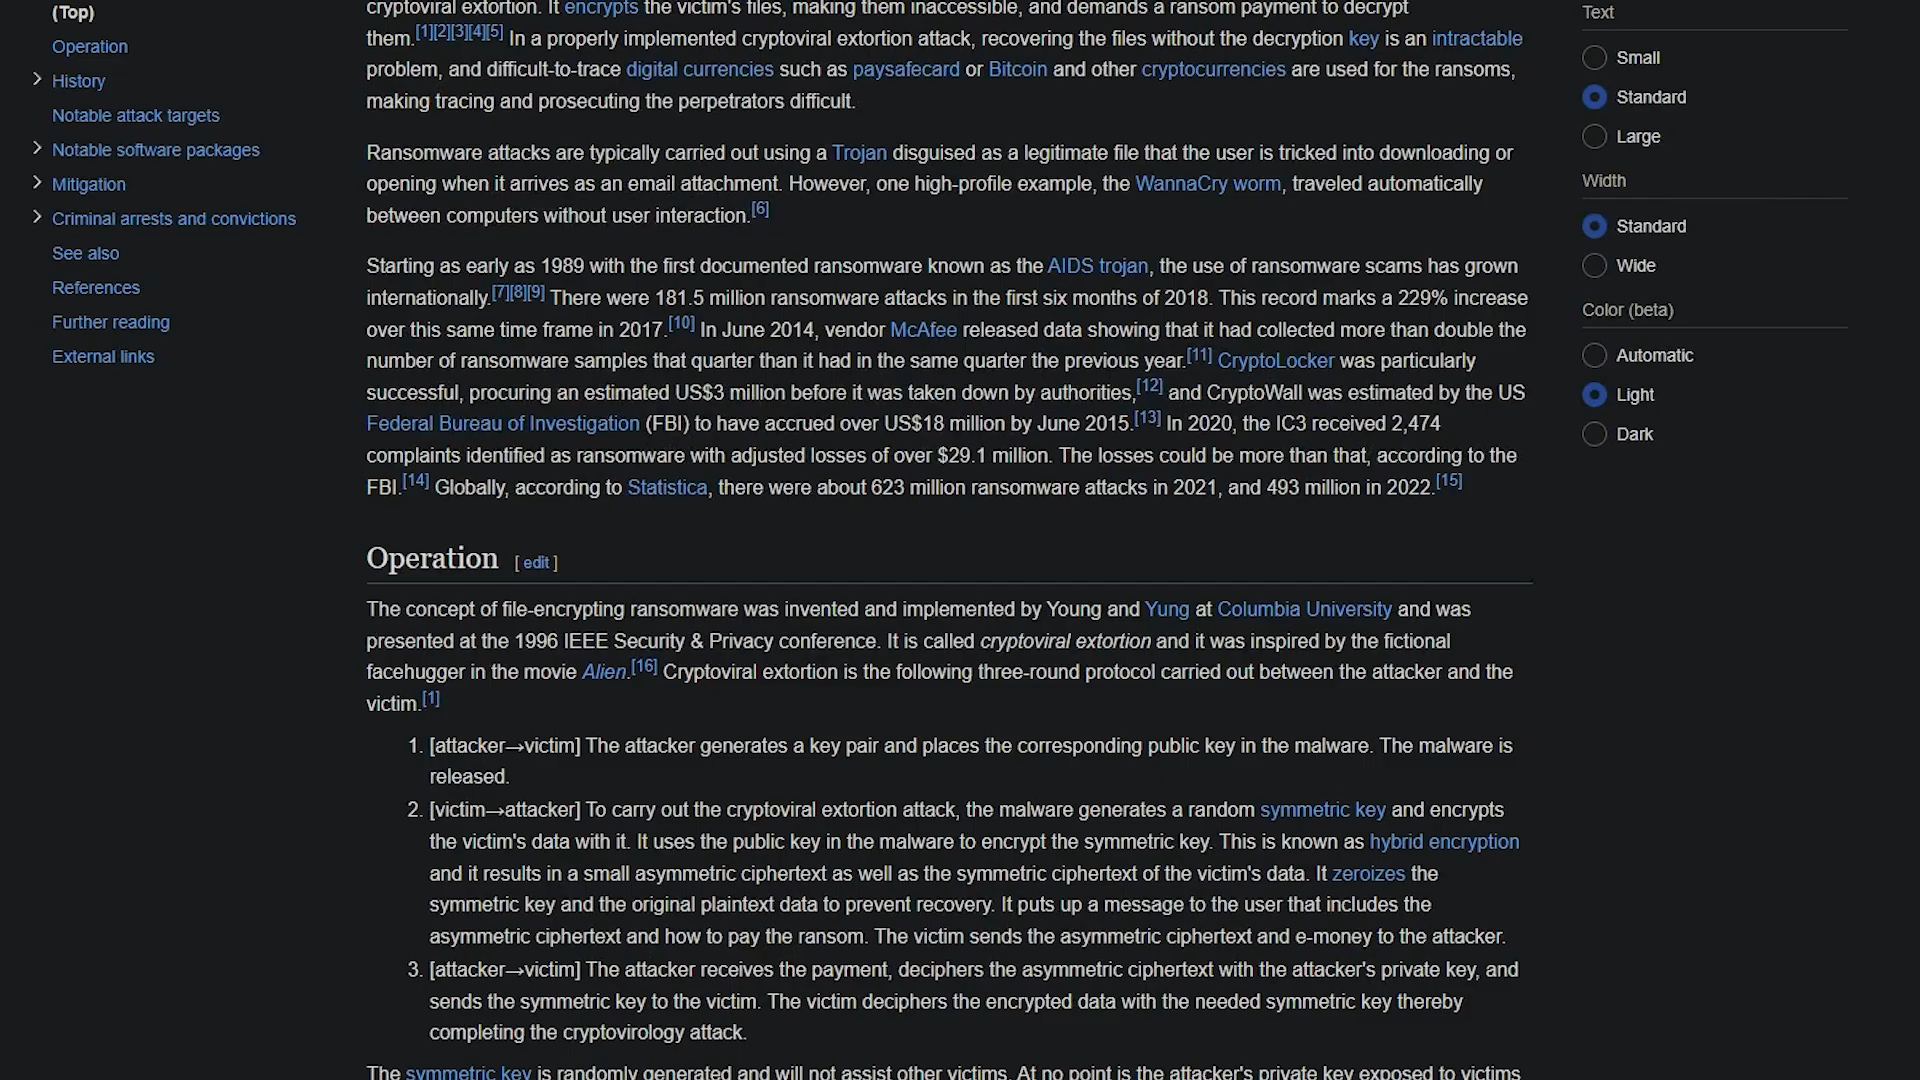 (Top)
Operation
History
Notable attack targets
Notable software packages
Mitigation
Criminal arrests and convictions
See also
References
Further reading
External links
cryptoviral extortion. It encrypts the victim's files, making them inaccessible, and demands a ransom payment to decrypt
them.[1][2][3][4][5] In a properly implemented cryptoviral extortion attack, recovering the files without the decryption key is an intractable
problem, and difficult-to-trace digital currencies such as paysafecard or Bitcoin and other cryptocurrencies are used for the ransoms,
making tracing and prosecuting the perpetrators difficult.
Ransomware attacks are typically carried out using a Trojan disguised as a legitimate file that the user is tricked into downloading or
opening when it arrives as an email attachment. However, one high-profile example, the WannaCry worm, traveled automatically
between computers without user interaction.[6]
Starting as early as 1989 with the first documented ransomware known as the AIDS trojan, the use of ransomware scams has grown
internationally.[7][8][9] There were 181.5 million ransomware attacks in the first six months of 2018. This record marks a 229% increase
over this same time frame in 2017.[10] In June 2014, vendor McAfee released data showing that it had collected more than double the
number of ransomware samples that quarter than it had in the same quarter the previous year.[11] CryptoLocker was particularly
successful, procuring an estimated US$3 million before it was taken down by authorities,[12] and CryptoWall was estimated by the US
Federal Bureau of Investigation (FBI) to have accrued over US$18 million by June 2015.[13] In 2020, the IC3 received 2,474
complaints identified as ransomware with adjusted losses of over $29.1 million. The losses could be more than that, according to the
FBI.[14] Globally, according to Statistica, there were about 623 million ransomware attacks in 2021, and 493 million in 2022.[15]
Operation [ edit ]
The concept of file-encrypting ransomware was invented and implemented by Young and Yung at Columbia University and was
presented at the 1996 IEEE Security & Privacy conference. It is called cryptoviral extortion and it was inspired by the fictional
facehugger in the movie Alien.[16] Cryptoviral extortion is the following three-round protocol carried out between the attacker and the
victim.[1]
1. [attacker→victim] The attacker generates a key pair and places the corresponding public key in the malware. The malware is
released.
2. [victim→attacker] To carry out the cryptoviral extortion attack, the malware generates a random symmetric key and encrypts
the victim's data with it. It uses the public key in the malware to encrypt the symmetric key. This is known as hybrid encryption
and it results in a small asymmetric ciphertext as well as the symmetric ciphertext of the victim's data. It zeroizes the
symmetric key and the original plaintext data to prevent recovery. It puts up a message to the user that includes the
asymmetric ciphertext and how to pay the ransom. The victim sends the asymmetric ciphertext and e-money to the attacker.
3. [attacker→victim] The attacker receives the payment, deciphers the asymmetric ciphertext with the attacker's private key, and
sends the symmetric key to the victim. The victim deciphers the encrypted data with the needed symmetric key thereby
completing the cryptovirology attack.
The symmetric key is randomly generated and will not assist other victims. At no point is the attacker's private key exposed to victims
Text
Small
Standard
Large
Width
Standard
Wide
Color (beta)
Automatic
Light
Dark